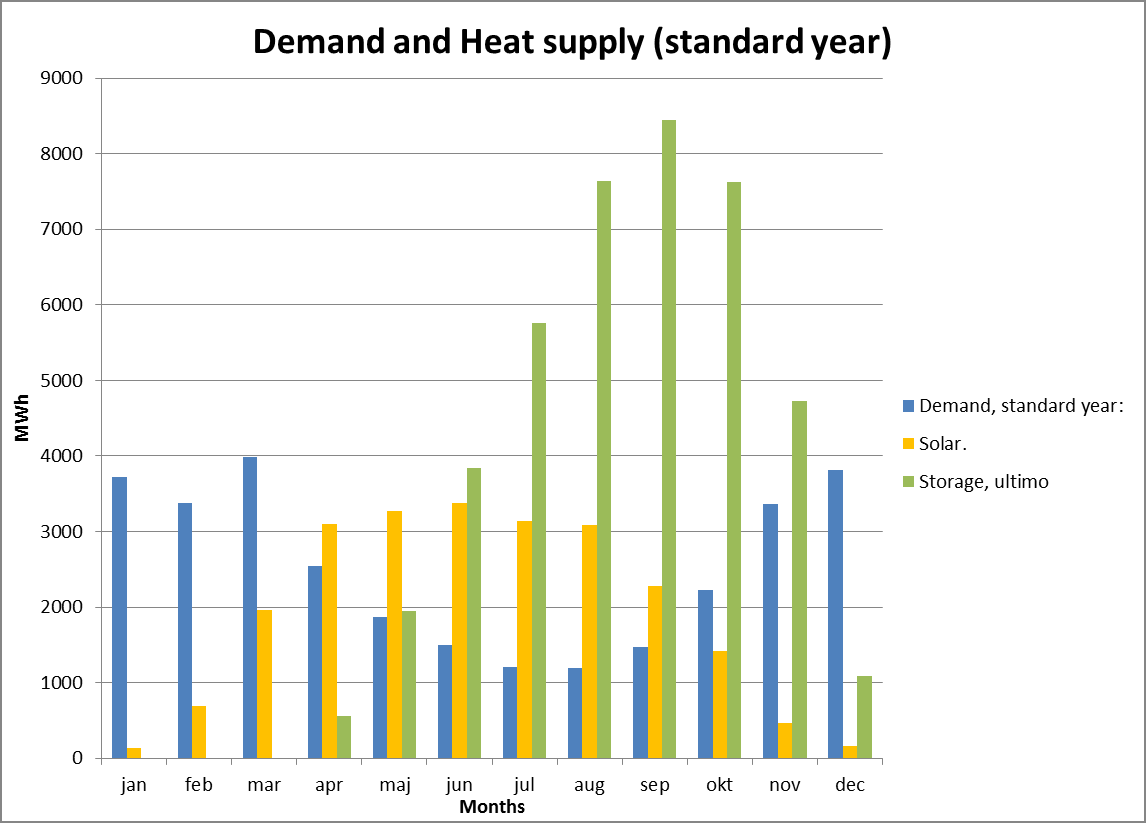 Demand and Heat supply (standard year)
9000
8000
7000
6000
5000
4000
3000
2000
1000
0
MWh
jan feb mar apr maj jun jul aug sep okt nov dec
Months
Demand, standard year:
Solar.
Storage, ultimo